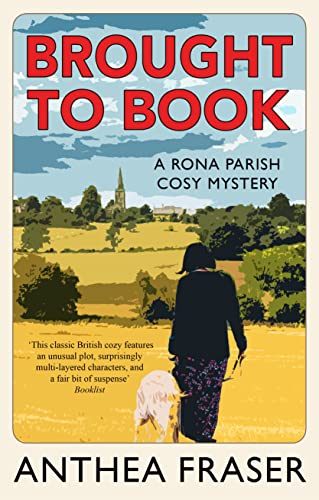 BROUGHT
TO BOOK
A RONA PARISH
COSY MYSTERY
‘This classic British cozy features
an unusual plot, surprisingly
multi-layered characters, and
a fair bit of suspense’
Booklist
ANTHEA FRASER